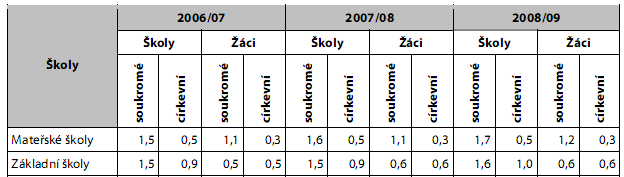 Školy 2006/07 2007/08 2008/09
Školy Žáci Školy Žáci Školy Žáci
soukromé církevní soukromé církevní soukromé církevní soukromé církevní soukromé církevní soukromé církevní
Mateřské školy 1,5 0,5 1,1 0,3 1,6 0,5 1,1 0,3 1,7 0,5 1,2 0,3
Základní školy 1,5 0,9 0,5 0,5 1,5 0,9 0,6 0,6 1,6 1,0 0,6 0,6